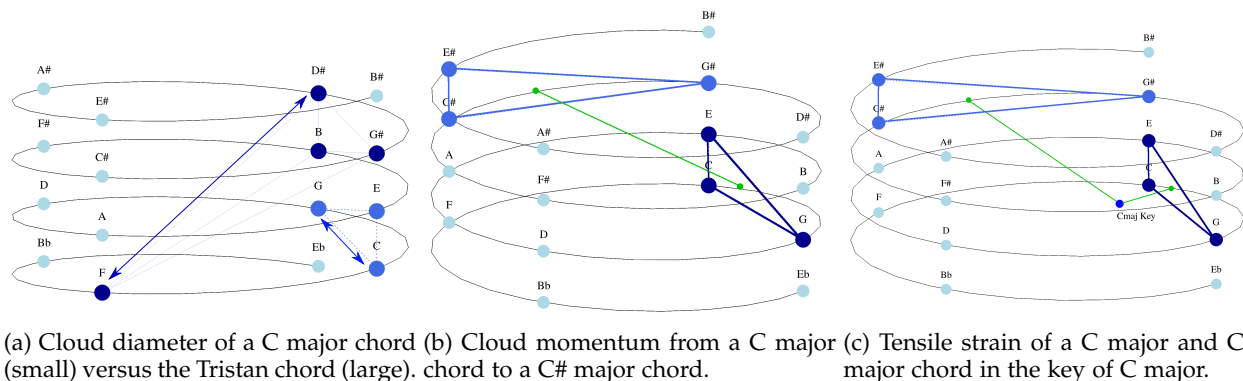 A#
E#
D#
B#
F#
C#
B
G#
D
A
G
E
Bb
F
Eb
C
B#
E#
G#
C#
E
D#
A
A#
C
B
F
F#
G
D
Bb
Eb
B#
E#
G#
C#
E
D#
A
A#
C
B
F
F#
Cmaj Key
G
D
Bb
Eb
(a) Cloud diameter of a C major chord
(small) versus the Tristan chord (large).
(b) Cloud momentum from a C major
chord to a C# major chord.
(c) Tensile strain of a C major and C
major chord in the key of C major.